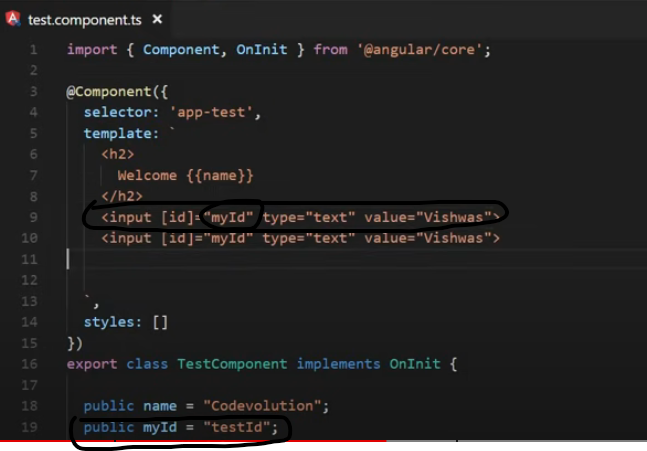 test.component.ts ×
1 import { Component, OnInit } from '@angular/core';
2
3 @Component({
4 selector: 'app-test',
5 template: `
6 <h2>
7 Welcome {{name}}
8 </h2>
9 <input [id]="myId" type="text" value="Vishwas">
10 <input [id]="myId" type="text" value="Vishwas">
11
12
13 `,
14 styles: []
15 })
16 export class TestComponent implements OnInit {
17
18 public name = "Codevolution";
19 public myId = "testId";